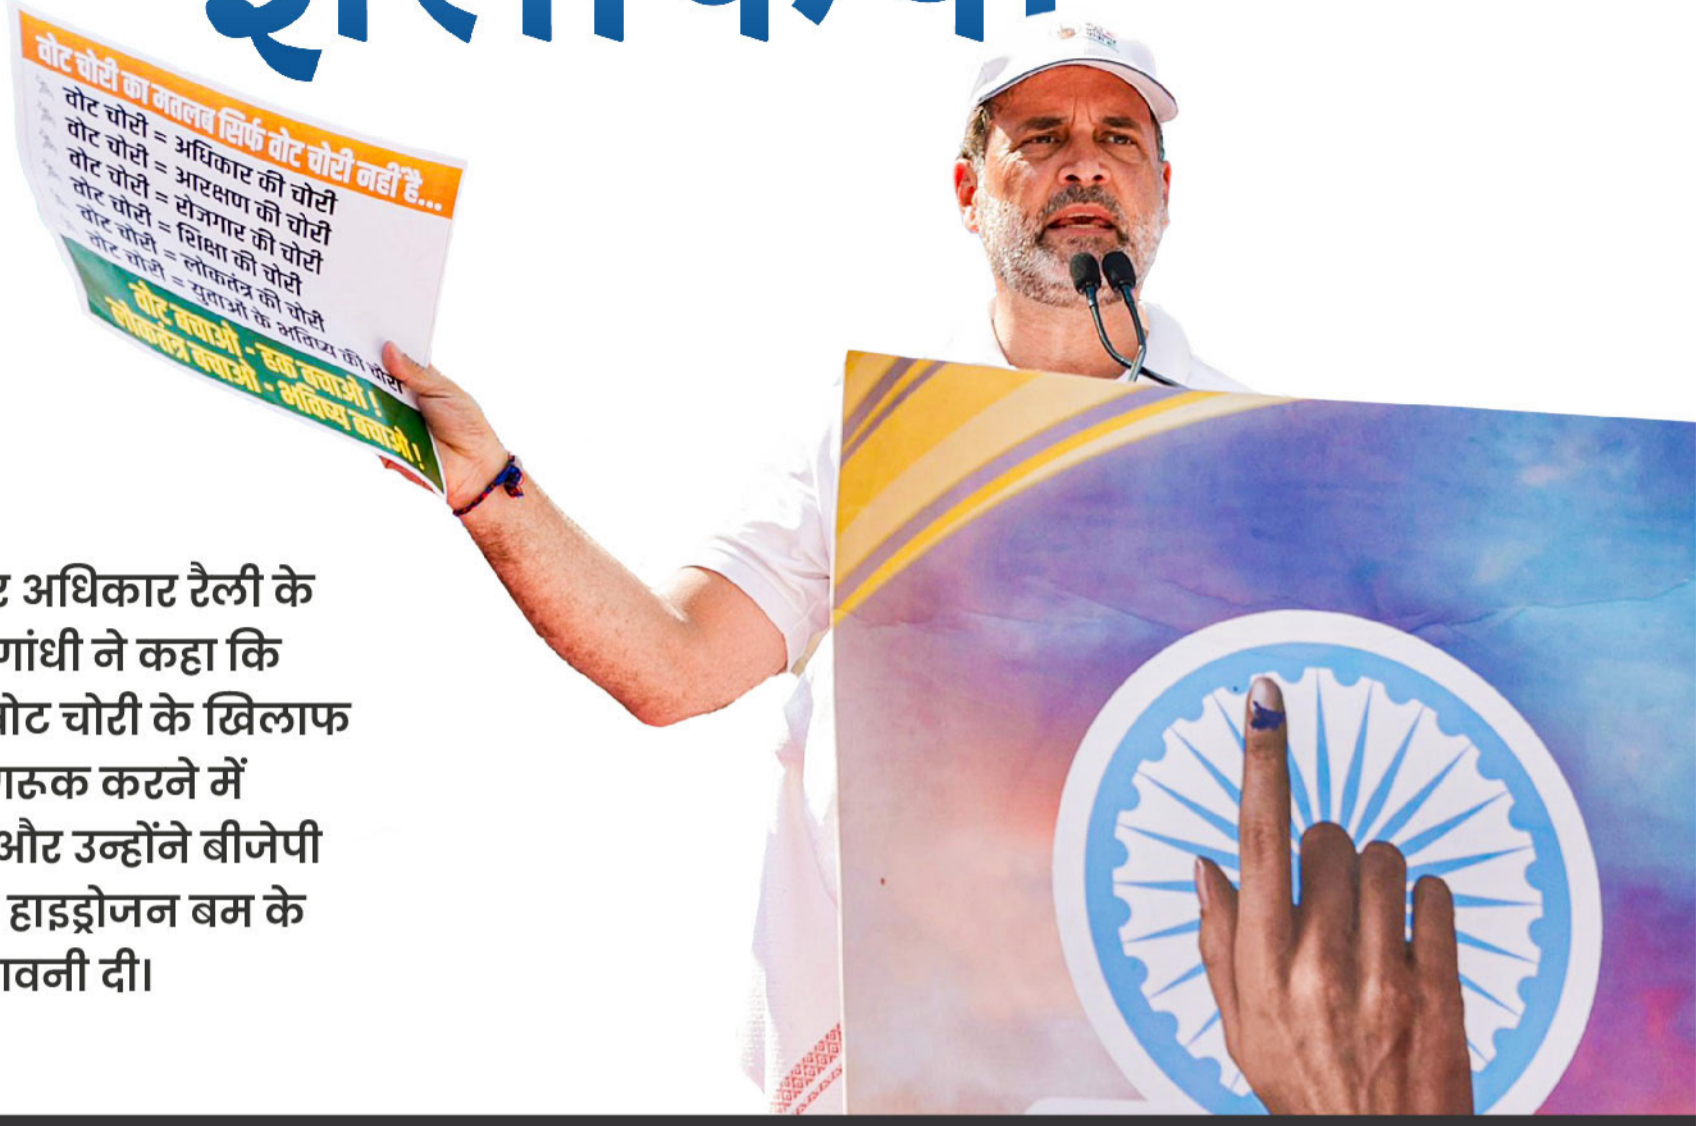 वोट चोरी का मतलब सिर्फ वोट चोरी नहीं है...
वोट चोरी = अधिकार की चोरी
वोट चोरी = आरक्षण की चोरी
वोट चोरी = रोजगार की चोरी
वोट चोरी = शिक्षा की चोरी
वोट चोरी = लोकतंत्र की चोरी
वोट चोरी = युवाओं के भविष्य की चोरी
वोट बचाओ - हक बचाओ !
लोकतंत्र बचाओ - भविष्य बचाओ !
र अधिकार रैली के
गांधी ने कहा कि
वोट चोरी के खिलाफ
गरूक करने में
और उन्होंने बीजेपी
हाइड्रोजन बम के
ावनी दी।